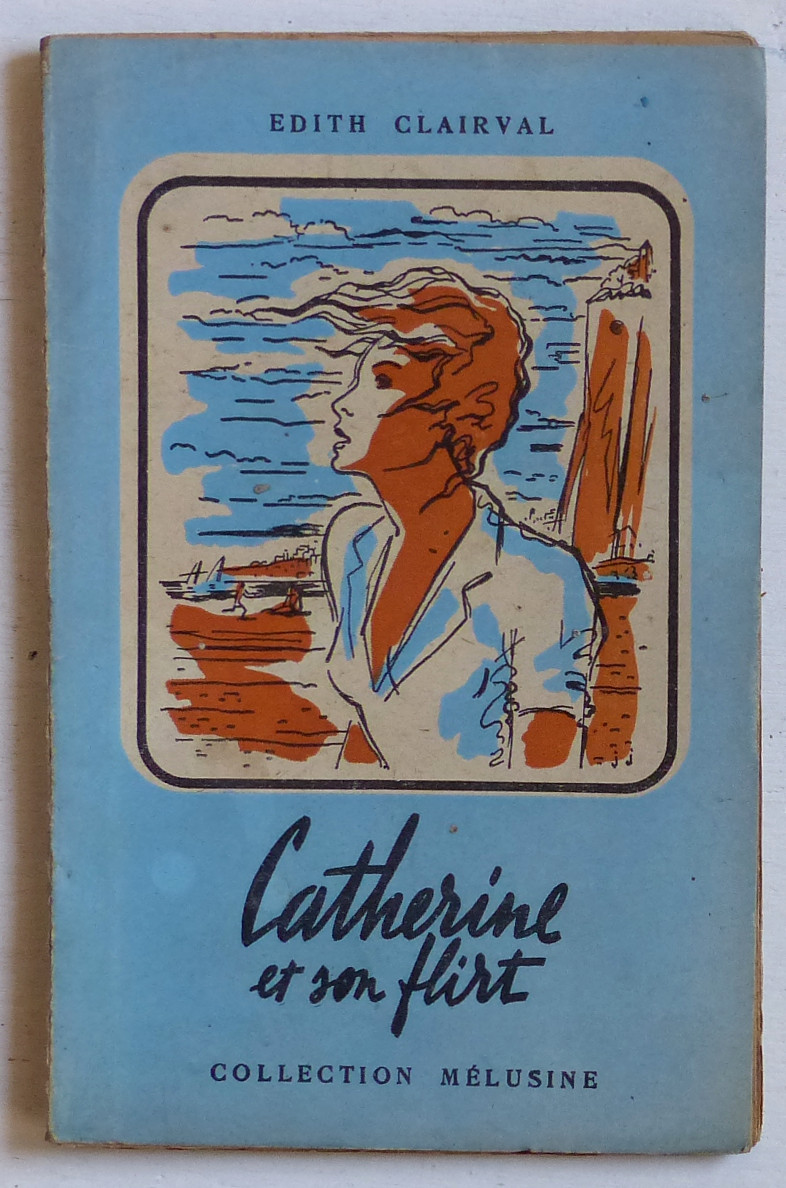 EDITH CLAIRVAL
Catherine
et son flirt
COLLECTION MÉLUSINE